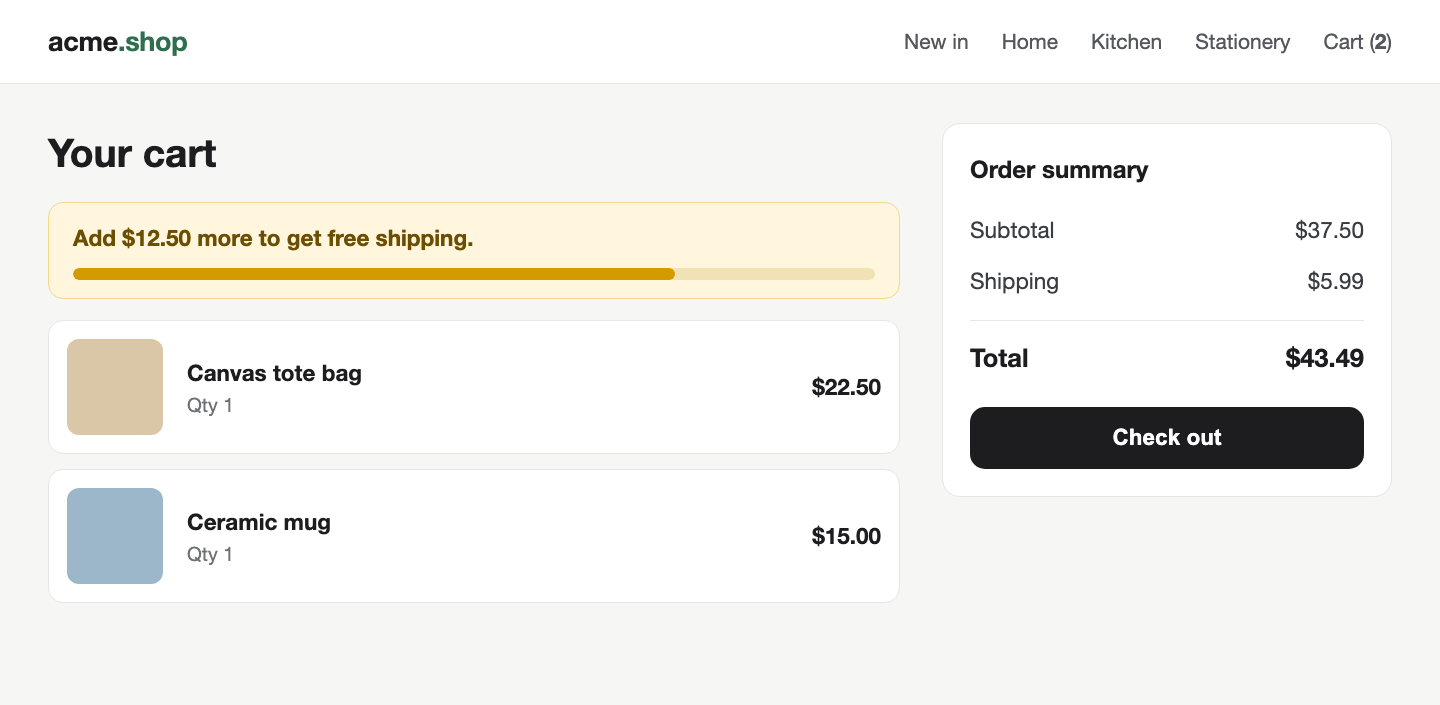 acme.shop
New in Home Kitchen Stationery Cart (2)
Your cart
Add $12.50 more to get free shipping.
Canvas tote bag
Qty 1
$22.50
Ceramic mug
Qty 1
$15.00
Order summary
Subtotal $37.50
Shipping $5.99
Total $43.49
Check out